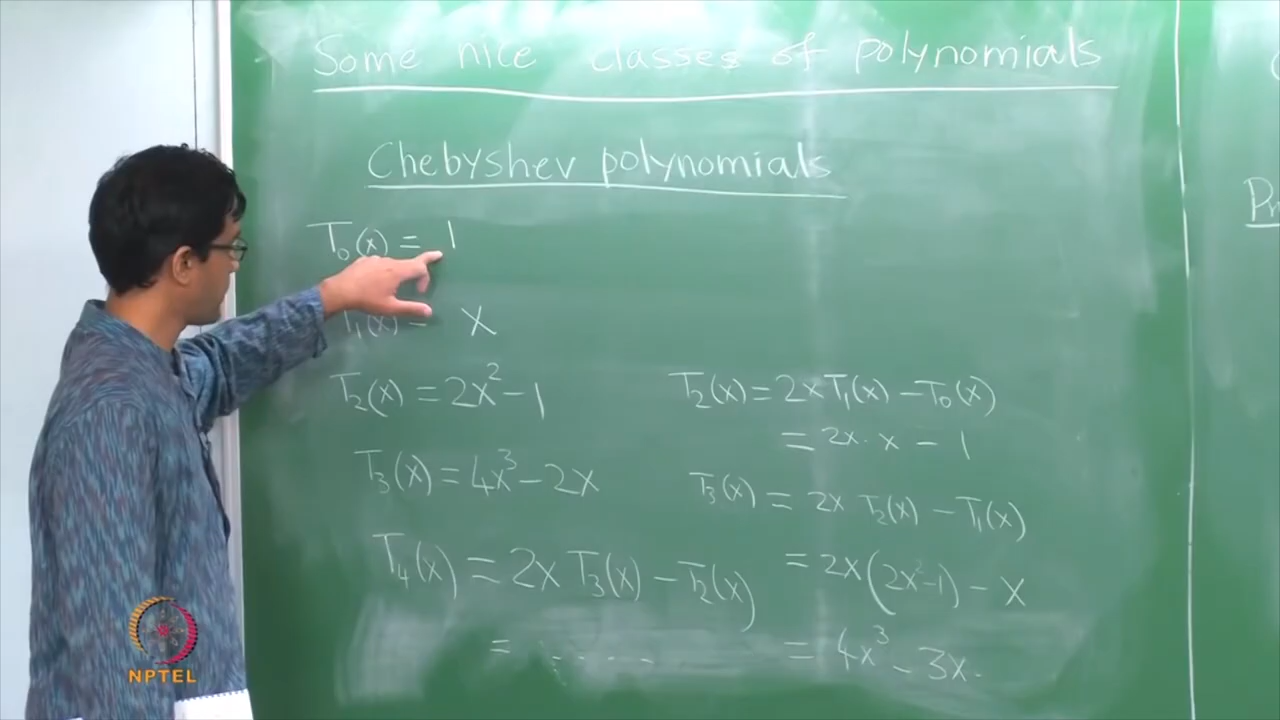 Some nice classes of polynomials
Chebyshev polynomials
T₀(x) = 1
T₁(x) = x
T₂(x) = 2x² - 1
T₃(x) = 4x³ - 2x
T₄(x) = 2x T₃(x) - T₂(x)
= .....
T₂(x) = 2x T₁(x) - T₀(x)
= 2x. x - 1
T₃(x) = 2x T₂(x) - T₁(x)
= 2x(2x²-1) - x
= 4x³ - 3x.
NPTEL